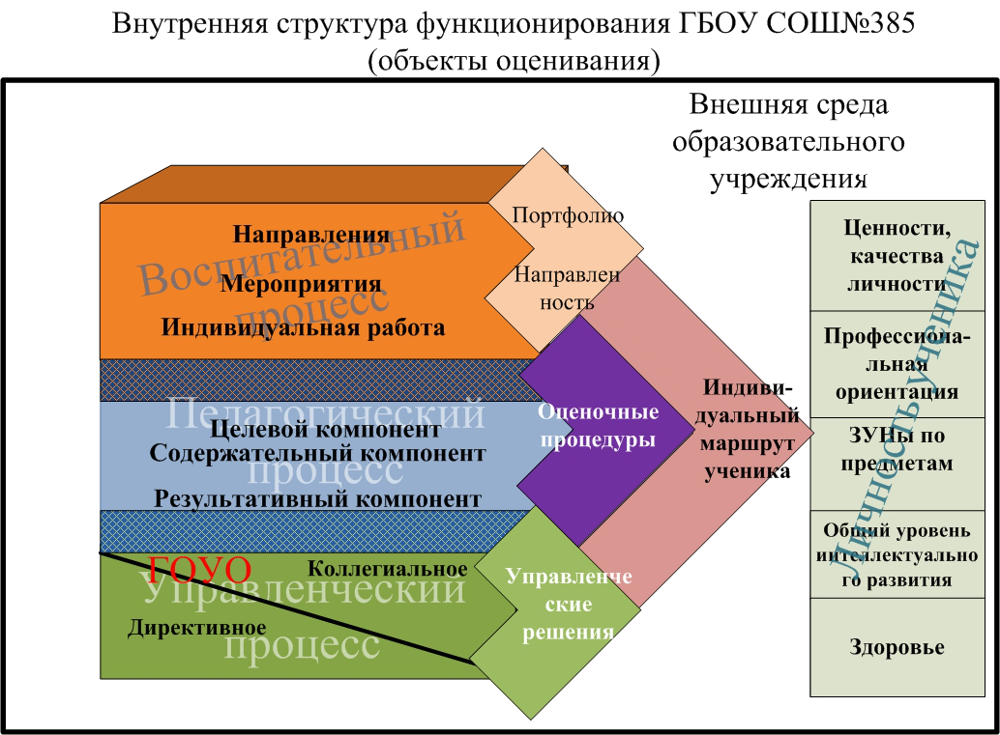 Внутренняя структура функционирования ГБОУ СОШ№385
(объекты оценивания)
Внешняя среда
образовательного
учреждения
Воспитательный
процесс
Направления
Мероприятия
Индивидуальная работа
Портфолио
Направлен
ность
Педагогический
процесс
Целевой компонент
Содержательный компонент
Результативный компонент
Оценочные
процедуры
Управленческий
процесс
ГОУО
Коллегиальное
Директивное
Управленче
ские
решения
Индиви-
дуальный
маршрут
ученика
Личность ученика
Ценности,
качества
личности
Профессиона-
льная
ориентация
ЗУНы по
предметам
Общий уровень
интеллектуально
го развития
Здоровье